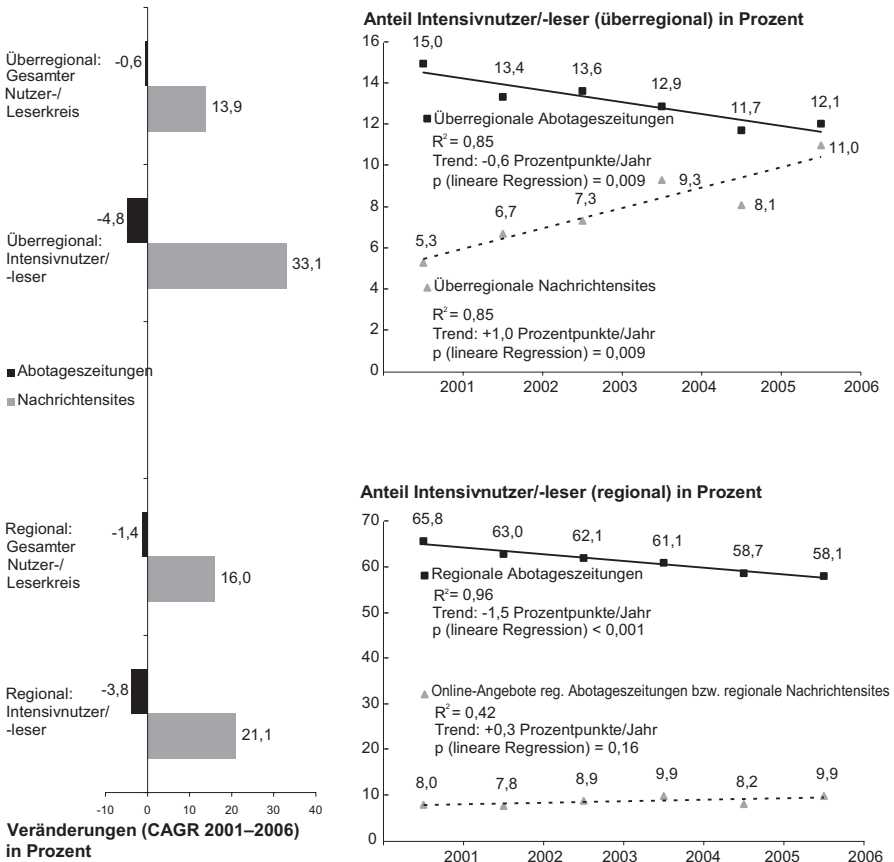 Überregional:
Gesamter
Nutzer-/
Leserkreis
-0,6
13,9
Überregional:
Intensivnutzer/
-leser
-4,8
33,1
Abotageszeitungen
Nachrichtensites
Regional:
Gesamter
Nutzer-/
Leserkreis
-1,4
16,0
Regional:
Intensivnutzer/
-leser
-3,8
21,1
-10 0 10 20 30 40
Veränderungen (CAGR 2001–2006)
in Prozent
Anteil Intensivnutzer/-leser (überregional) in Prozent
16
14
12
10
8
6
4
2
0
15,0 13,4 13,6 12,9 11,7 12,1
Überregionale Abotageszeitungen
R² = 0,85
Trend: -0,6 Prozentpunkte/Jahr
p (lineare Regression) = 0,009
5,3 6,7 7,3 9,3 8,1 11,0
Überregionale Nachrichtensites
R² = 0,85
Trend: +1,0 Prozentpunkte/Jahr
p (lineare Regression) = 0,009
2001 2002 2003 2004 2005 2006
Anteil Intensivnutzer/-leser (regional) in Prozent
70
60
50
40
30
20
10
0
65,8 63,0 62,1 61,1 58,7 58,1
Regionale Abotageszeitungen
R² = 0,96
Trend: -1,5 Prozentpunkte/Jahr
p (lineare Regression) < 0,001
Online-Angebote reg. Abotageszeitungen bzw. regionale Nachrichtensites
R² = 0,42
Trend: +0,3 Prozentpunkte/Jahr
p (lineare Regression) = 0,16
8,0 7,8 8,9 9,9 8,2 9,9
2001 2002 2003 2004 2005 2006